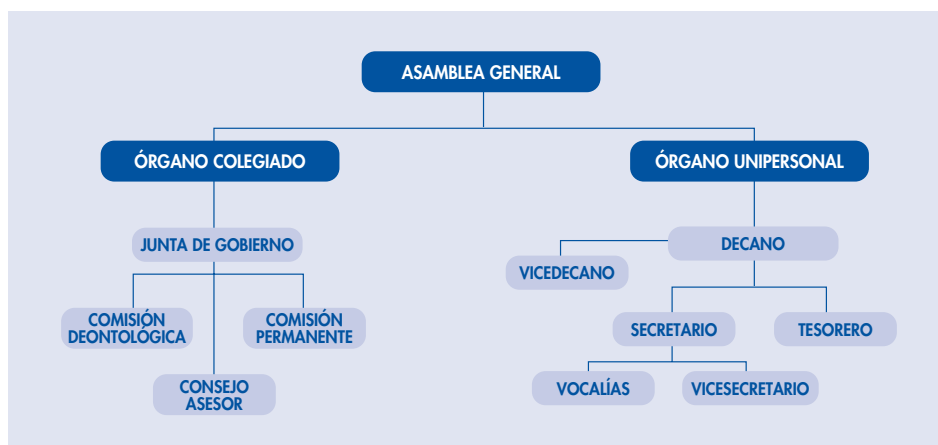 ASAMBLEA GENERAL
ÓRGANO COLEGIADO
ÓRGANO UNIPERSONAL
JUNTA DE GOBIERNO
DECANO
VICEDECANO
COMISIÓN
DEONTOLÓGICA
COMISIÓN
PERMANENTE
SECRETARIO
TESORERO
CONSEJO
ASESOR
VOCALÍAS
VICESECRETARIO